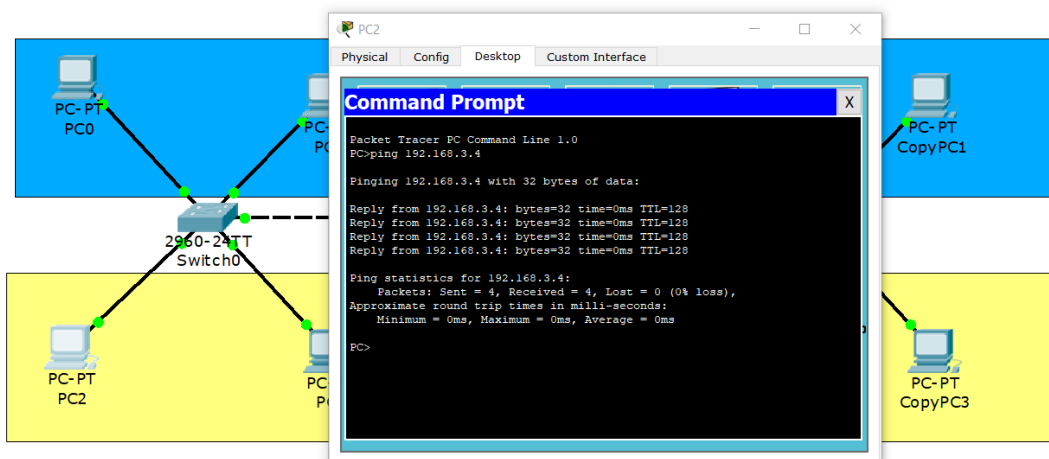 PC2
Physical Config Desktop Custom Interface
Command Prompt X
Packet Tracer PC Command Line 1.0
PC>ping 192.168.3.4
Pinging 192.168.3.4 with 32 bytes of data:
Reply from 192.168.3.4: bytes=32 time=0ms TTL=128
Reply from 192.168.3.4: bytes=32 time=0ms TTL=128
Reply from 192.168.3.4: bytes=32 time=0ms TTL=128
Reply from 192.168.3.4: bytes=32 time=0ms TTL=128
Ping statistics for 192.168.3.4:
Packets: Sent = 4, Received = 4, Lost = 0 (0% loss),
Approximate round trip times in milli-seconds:
Minimum = 0ms, Maximum = 0ms, Average = 0ms
PC>
PC-PT
PC0
PC-
PC
PC-PT
CopyPC1
2960-24TT
Switch0
PC-PT
PC2
PC
P
PC-PT
CopyPC3